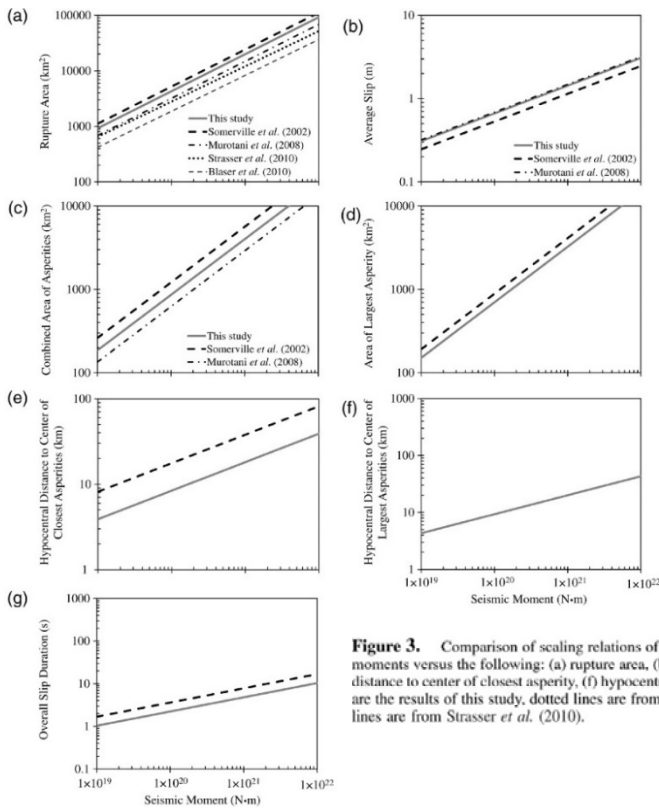 (a)
100000
10000
1000
100
Rupture Area (km²)
This study
Somerville et al. (2002)
Murotani et al. (2008)
Strasser et al. (2010)
Blaser et al. (2010)
(b)
10
1
0.1
Average Slip (m)
This study
Somerville et al. (2002)
Murotani et al. (2008)
(c)
10000
1000
100
Combined Area of Asperities (km²)
This study
Somerville et al. (2002)
Murotani et al. (2008)
(d)
10000
1000
100
Area of Largest Asperity (km²)
(e)
100
10
1
Hypocentral Distance to Center of
Closest Asperities (km)
(f)
1000
100
10
1
Hypocentral Distance to Center of
Largest Asperities (km)
1×10¹⁹ 1×10²⁰ 1×10²¹ 1×10²²
Seismic Moment (N·m)
(g)
1000
100
10
1
0
Overall Slip Duration (s)
1×10¹⁹ 1×10²⁰ 1×10²¹ 1×10²²
Seismic Moment (N·m)
Figure 3. Comparison of scaling relations of
moments versus the following: (a) rupture area, (b
distance to center of closest asperity, (f) hypocentr
are the results of this study, dotted lines are from
lines are from Strasser et al. (2010).